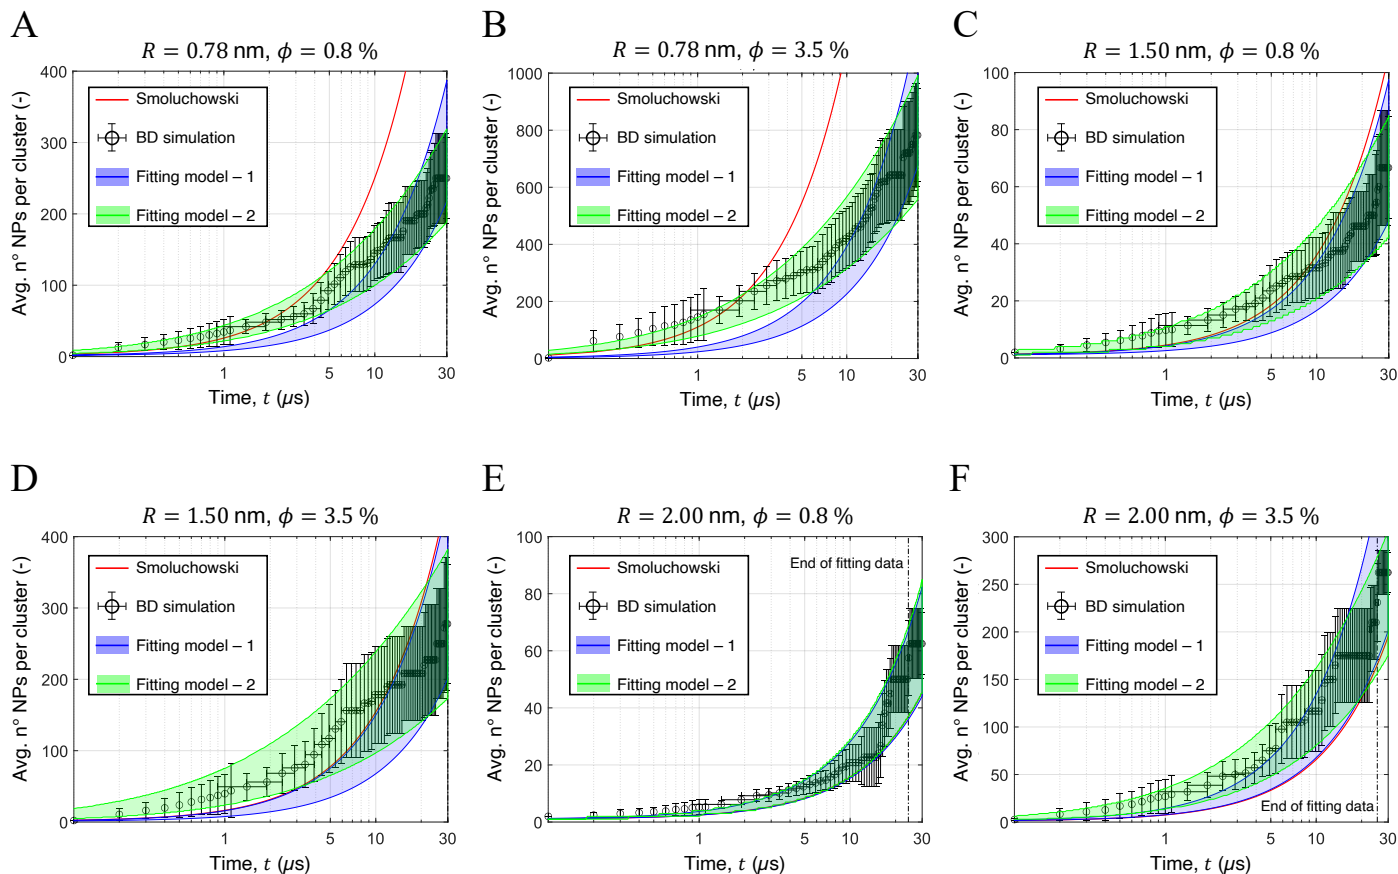 A
R = 0.78 nm, ϕ = 0.8 %
Avg. n° NPs per cluster (-)
400
300
200
100
0
Smoluchowski
BD simulation
Fitting model – 1
Fitting model – 2
1
5
10
30
Time, t (μs)
B
R = 0.78 nm, ϕ = 3.5 %
Avg. n° NPs per cluster (-)
1000
800
600
400
200
0
Smoluchowski
BD simulation
Fitting model – 1
Fitting model – 2
1
5
10
30
Time, t (μs)
C
R = 1.50 nm, ϕ = 0.8 %
Avg. n° NPs per cluster (-)
100
80
60
40
20
0
Smoluchowski
BD simulation
Fitting model – 1
Fitting model – 2
1
5
10
30
Time, t (μs)
D
R = 1.50 nm, ϕ = 3.5 %
Avg. n° NPs per cluster (-)
400
300
200
100
0
Smoluchowski
BD simulation
Fitting model – 1
Fitting model – 2
1
5
10
30
Time, t (μs)
E
R = 2.00 nm, ϕ = 0.8 %
Avg. n° NPs per cluster (-)
100
80
60
40
20
0
Smoluchowski
BD simulation
Fitting model – 1
Fitting model – 2
End of fitting data
1
5
10
30
Time, t (μs)
F
R = 2.00 nm, ϕ = 3.5 %
Avg. n° NPs per cluster (-)
300
250
200
150
100
50
0
Smoluchowski
BD simulation
Fitting model – 1
Fitting model – 2
End of fitting data
1
5
10
30
Time, t (μs)